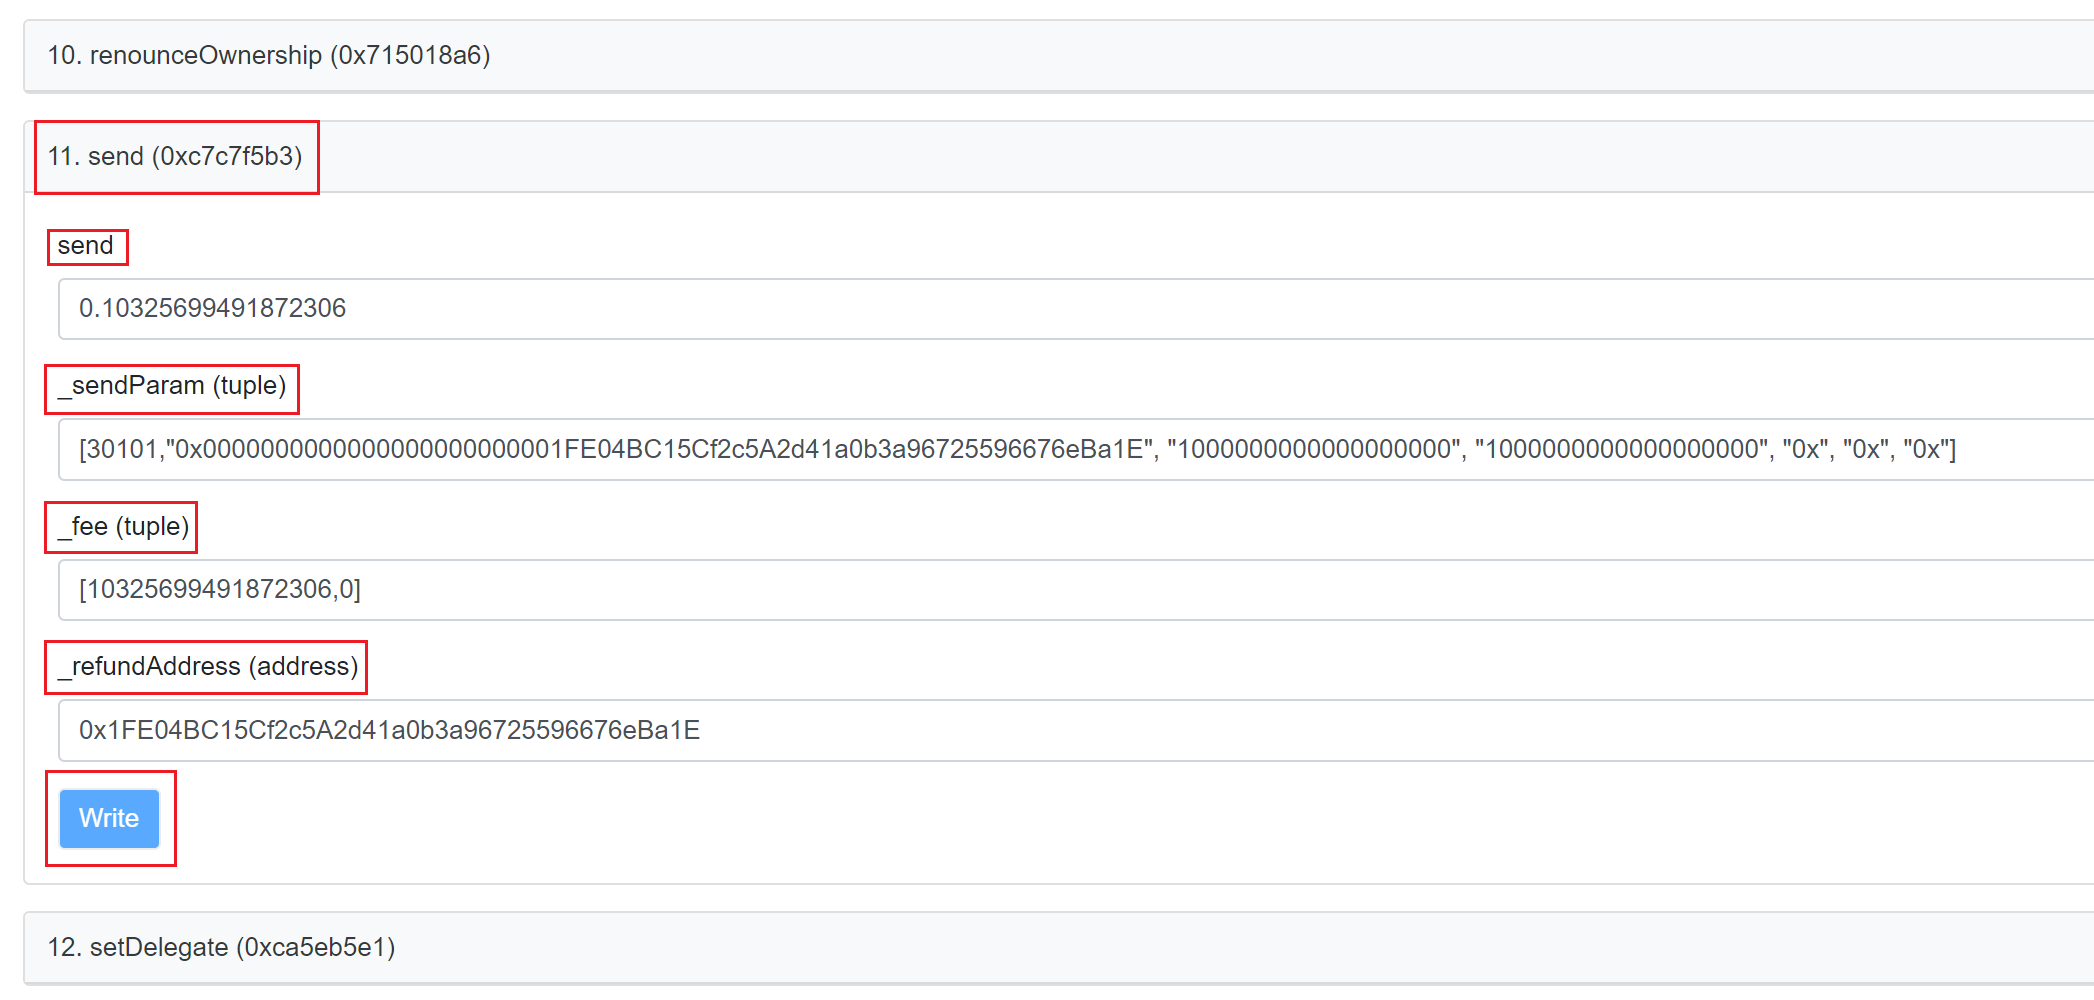 10. renounceOwnership (0x715018a6)
11. send (0xc7c7f5b3)
send
0.10325699491872306
_sendParam (tuple)
[30101,"0x0000000000000000000000001FE04BC15Cf2c5A2d41a0b3a96725596676eBa1E", "1000000000000000000", "1000000000000000000", "0x", "0x", "0x"]
_fee (tuple)
[10325699491872306,0]
_refundAddress (address)
0x1FE04BC15Cf2c5A2d41a0b3a96725596676eBa1E
Write
12. setDelegate (0xca5eb5e1)